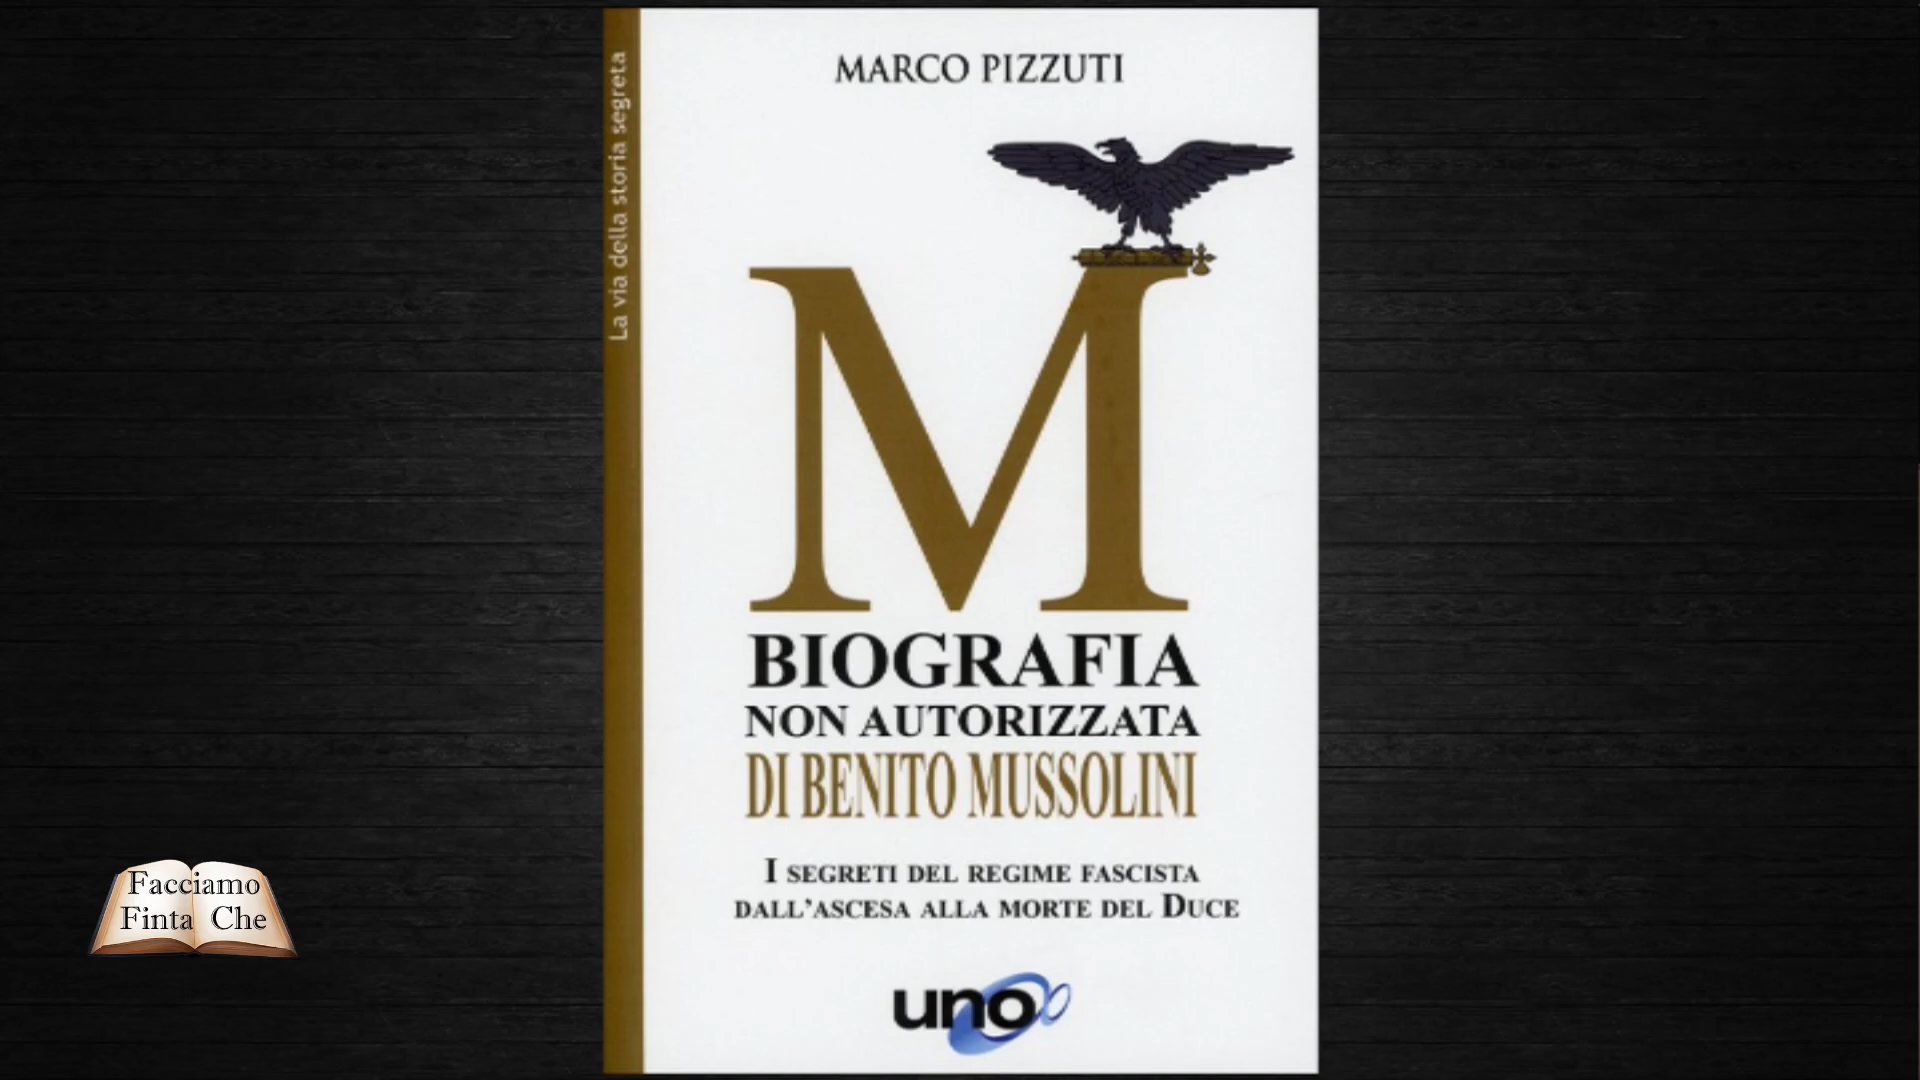 La via della storia segreta
MARCO PIZZUTI
M
BIOGRAFIA
NON AUTORIZZATA
DI BENITO MUSSOLINI
I SEGRETI DEL REGIME FASCISTA
DALL'ASCESA ALLA MORTE DEL DUCE
uno
Facciamo
Finta Che